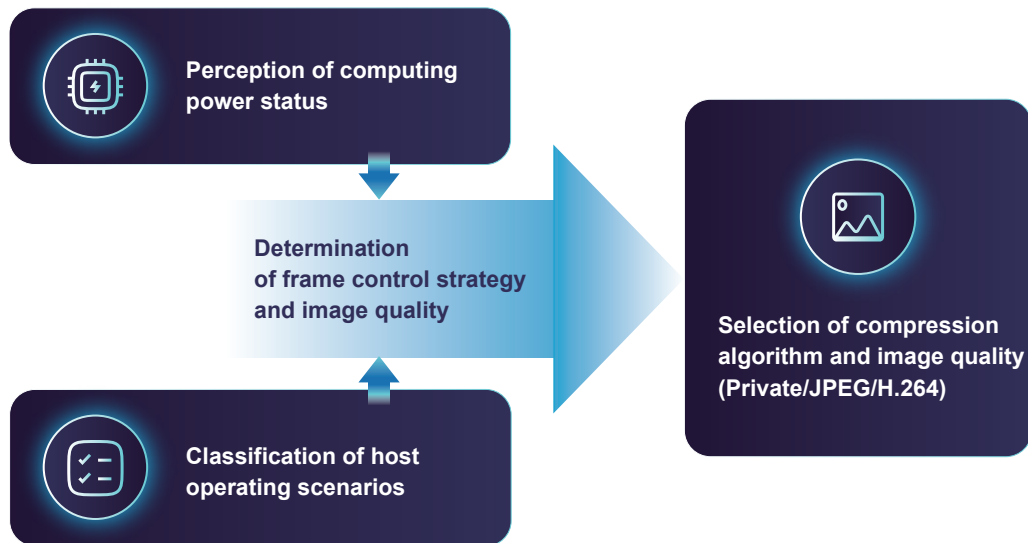 Perception of computing
power status
Determination
of frame control strategy
and image quality
Selection of compression
algorithm and image quality
(Private/JPEG/H.264)
Classification of host
operating scenarios